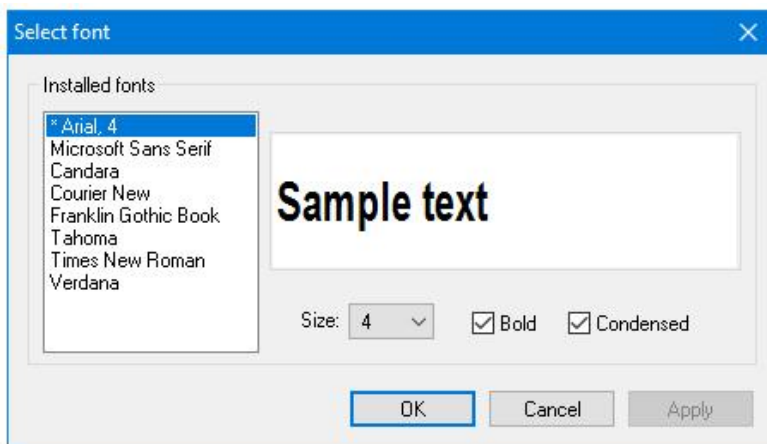 Select font
Installed fonts
* Arial, 4
Microsoft Sans Serif
Candara
Courier New
Franklin Gothic Book
Tahoma
Times New Roman
Verdana
Sample text
Size: 4 Bold Condensed
OK Cancel Apply